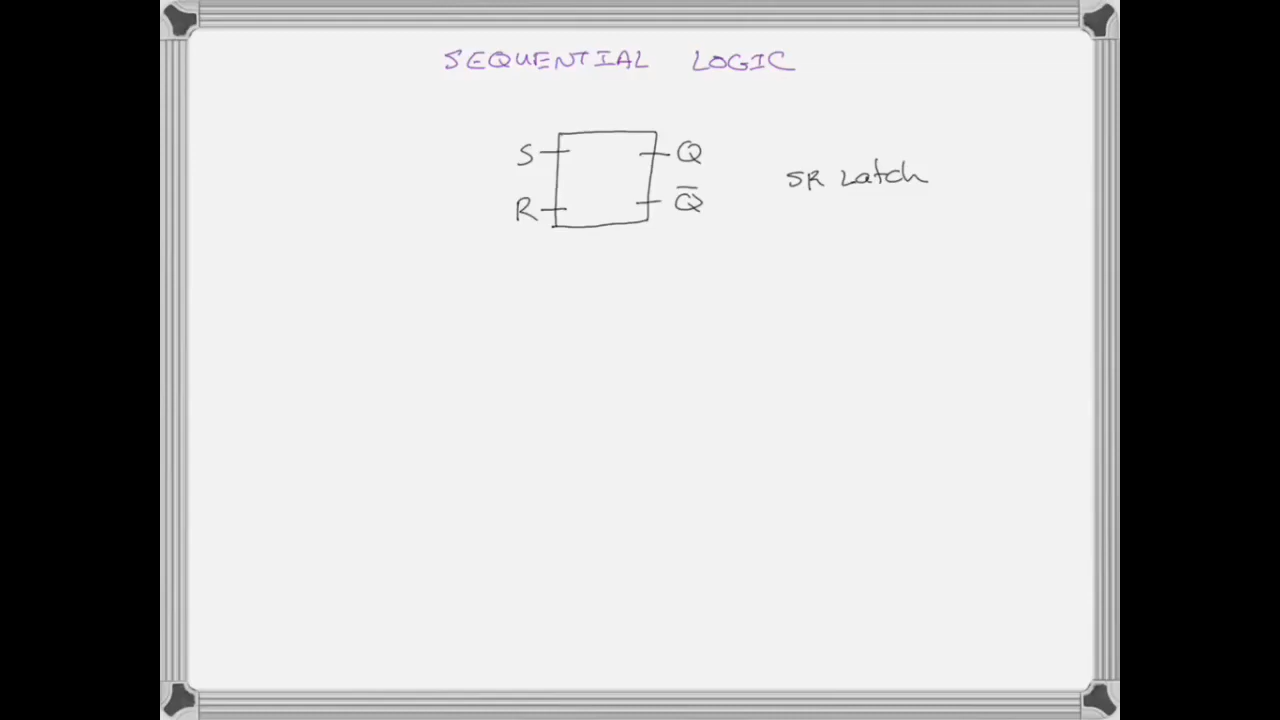 SEQUENTIAL LOGIC
S Q
SR Latch
R Q̅